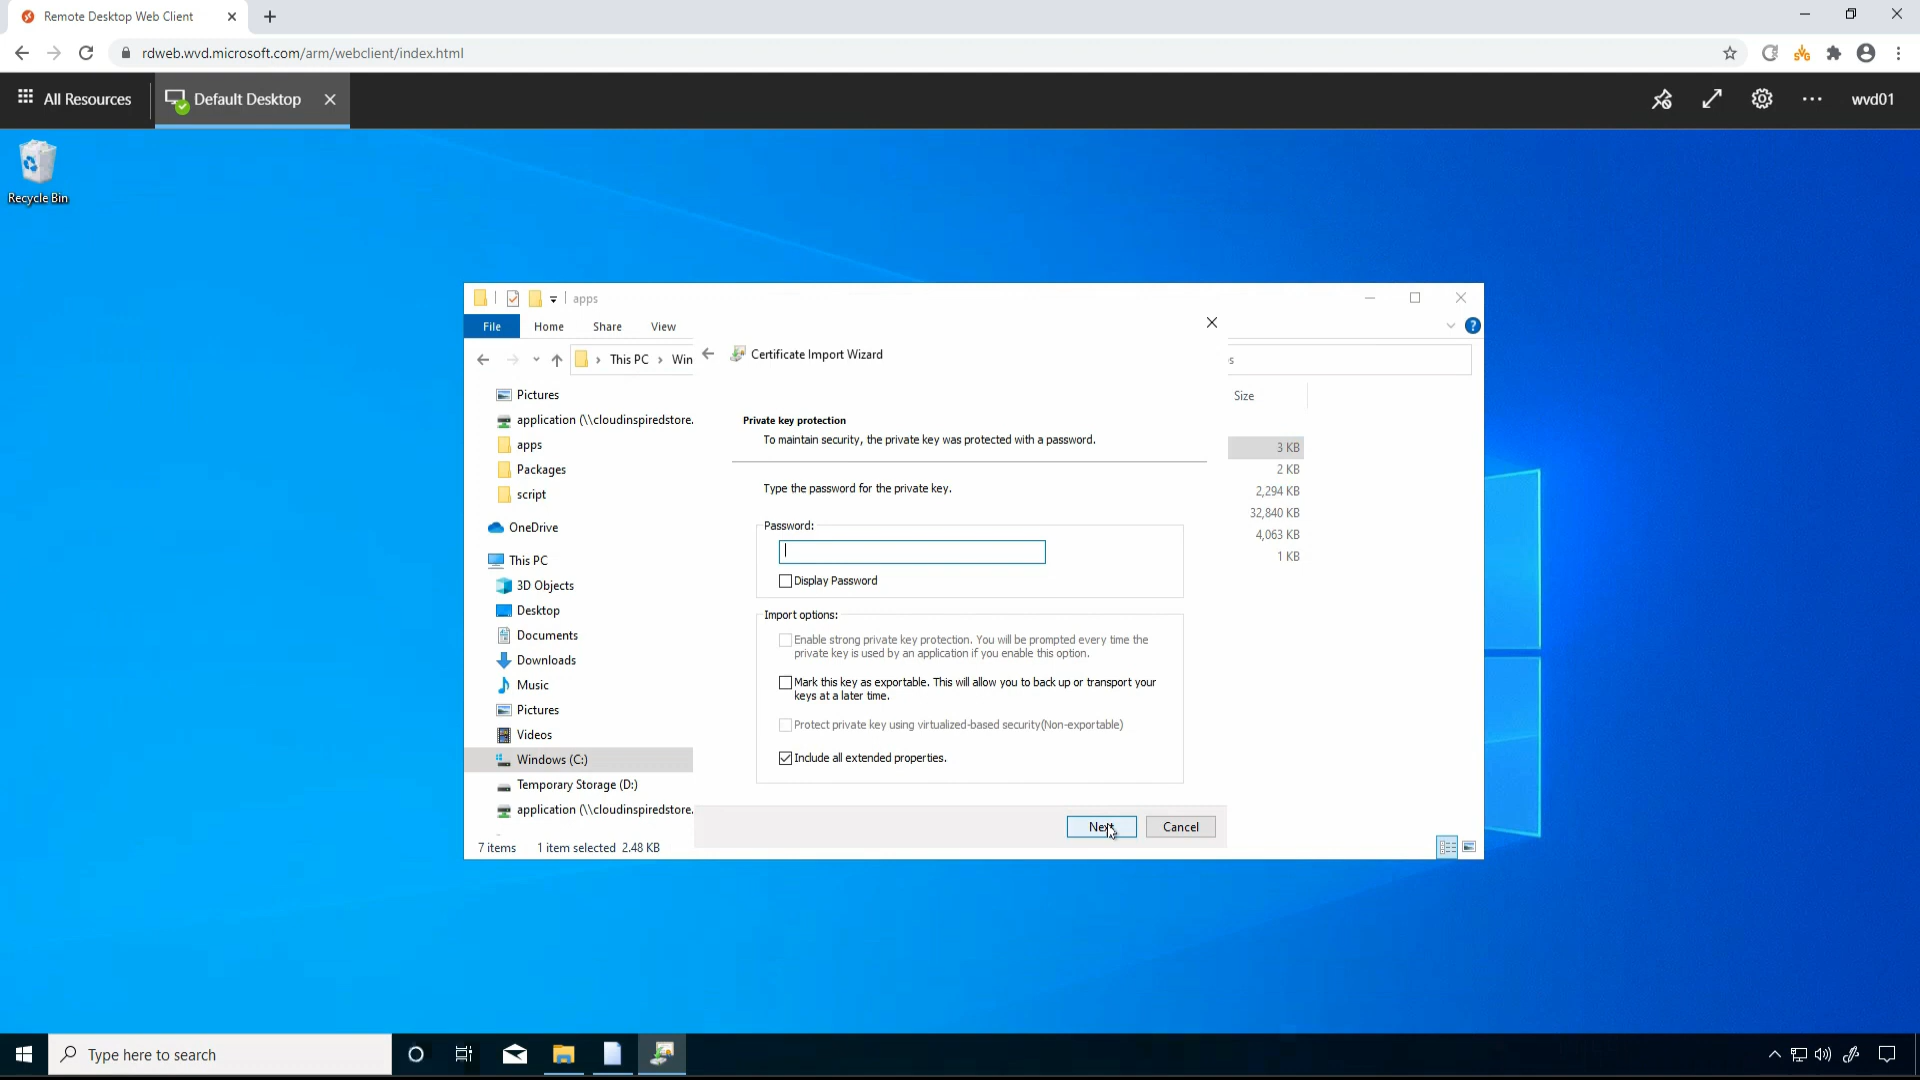 Remote Desktop Web Client
rdweb.wvd.microsoft.com/arm/webclient/index.html
All Resources
Default Desktop
wvd01
Recycle Bin
apps
File
Home
Share
View
This PC
Win
Certificate Import Wizard
Size
Pictures
application (\\cloudinspiredstore.
apps
Packages
script
OneDrive
This PC
3D Objects
Desktop
Documents
Downloads
Music
Pictures
Videos
Windows (C:)
Temporary Storage (D:)
application (\\cloudinspiredstore.
7 items
1 item selected 2.48 KB
Private key protection
To maintain security, the private key was protected with a password.
Type the password for the private key.
Password:
Display Password
Import options:
Enable strong private key protection. You will be prompted every time the
private key is used by an application if you enable this option.
Mark this key as exportable. This will allow you to back up or transport your
keys at a later time.
Protect private key using virtualized-based security(Non-exportable)
Include all extended properties.
Next
Cancel
3 KB
2 KB
2,294 KB
32,840 KB
4,063 KB
1 KB
Type here to search